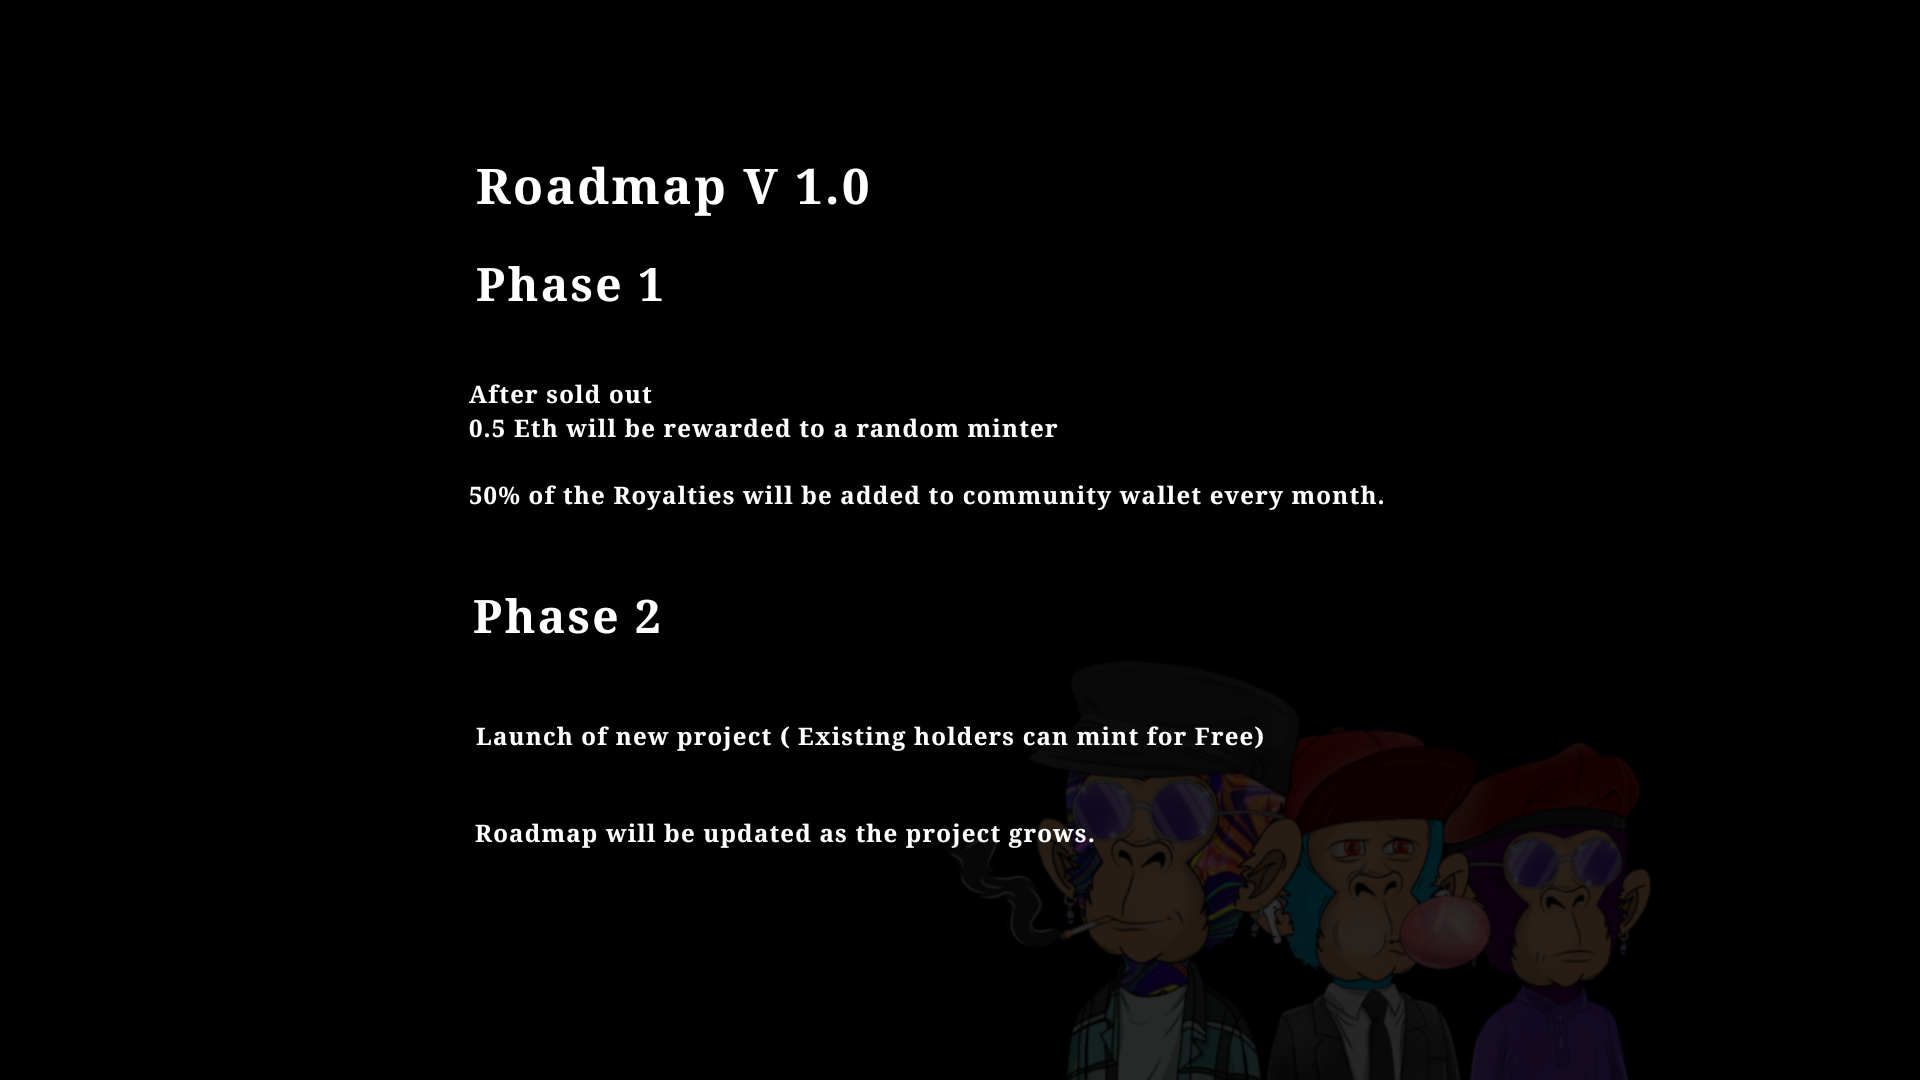 Roadmap V 1.0
Phase 1
After sold out
0.5 Eth will be rewarded to a random minter
50% of the Royalties will be added to community wallet every month.
Phase 2
Launch of new project ( Existing holders can mint for Free)
Roadmap will be updated as the project grows.